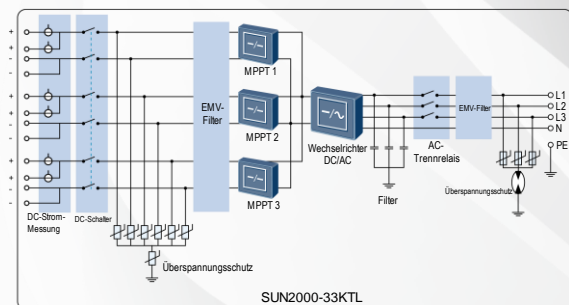 +
+
-
-
+
+
-
-
+
+
-
-
DC-Strom-
Messung
DC-Schalter
EMV-
Filter
MPPT 1
MPPT 2
MPPT 3
Überspannungsschutz
Wechselrichter
DC/AC
Filter
AC-
Trennrelais
EMV-Filter
L1
L2
L3
N
PE
Überspannungsschutz
SUN2000-33KTL